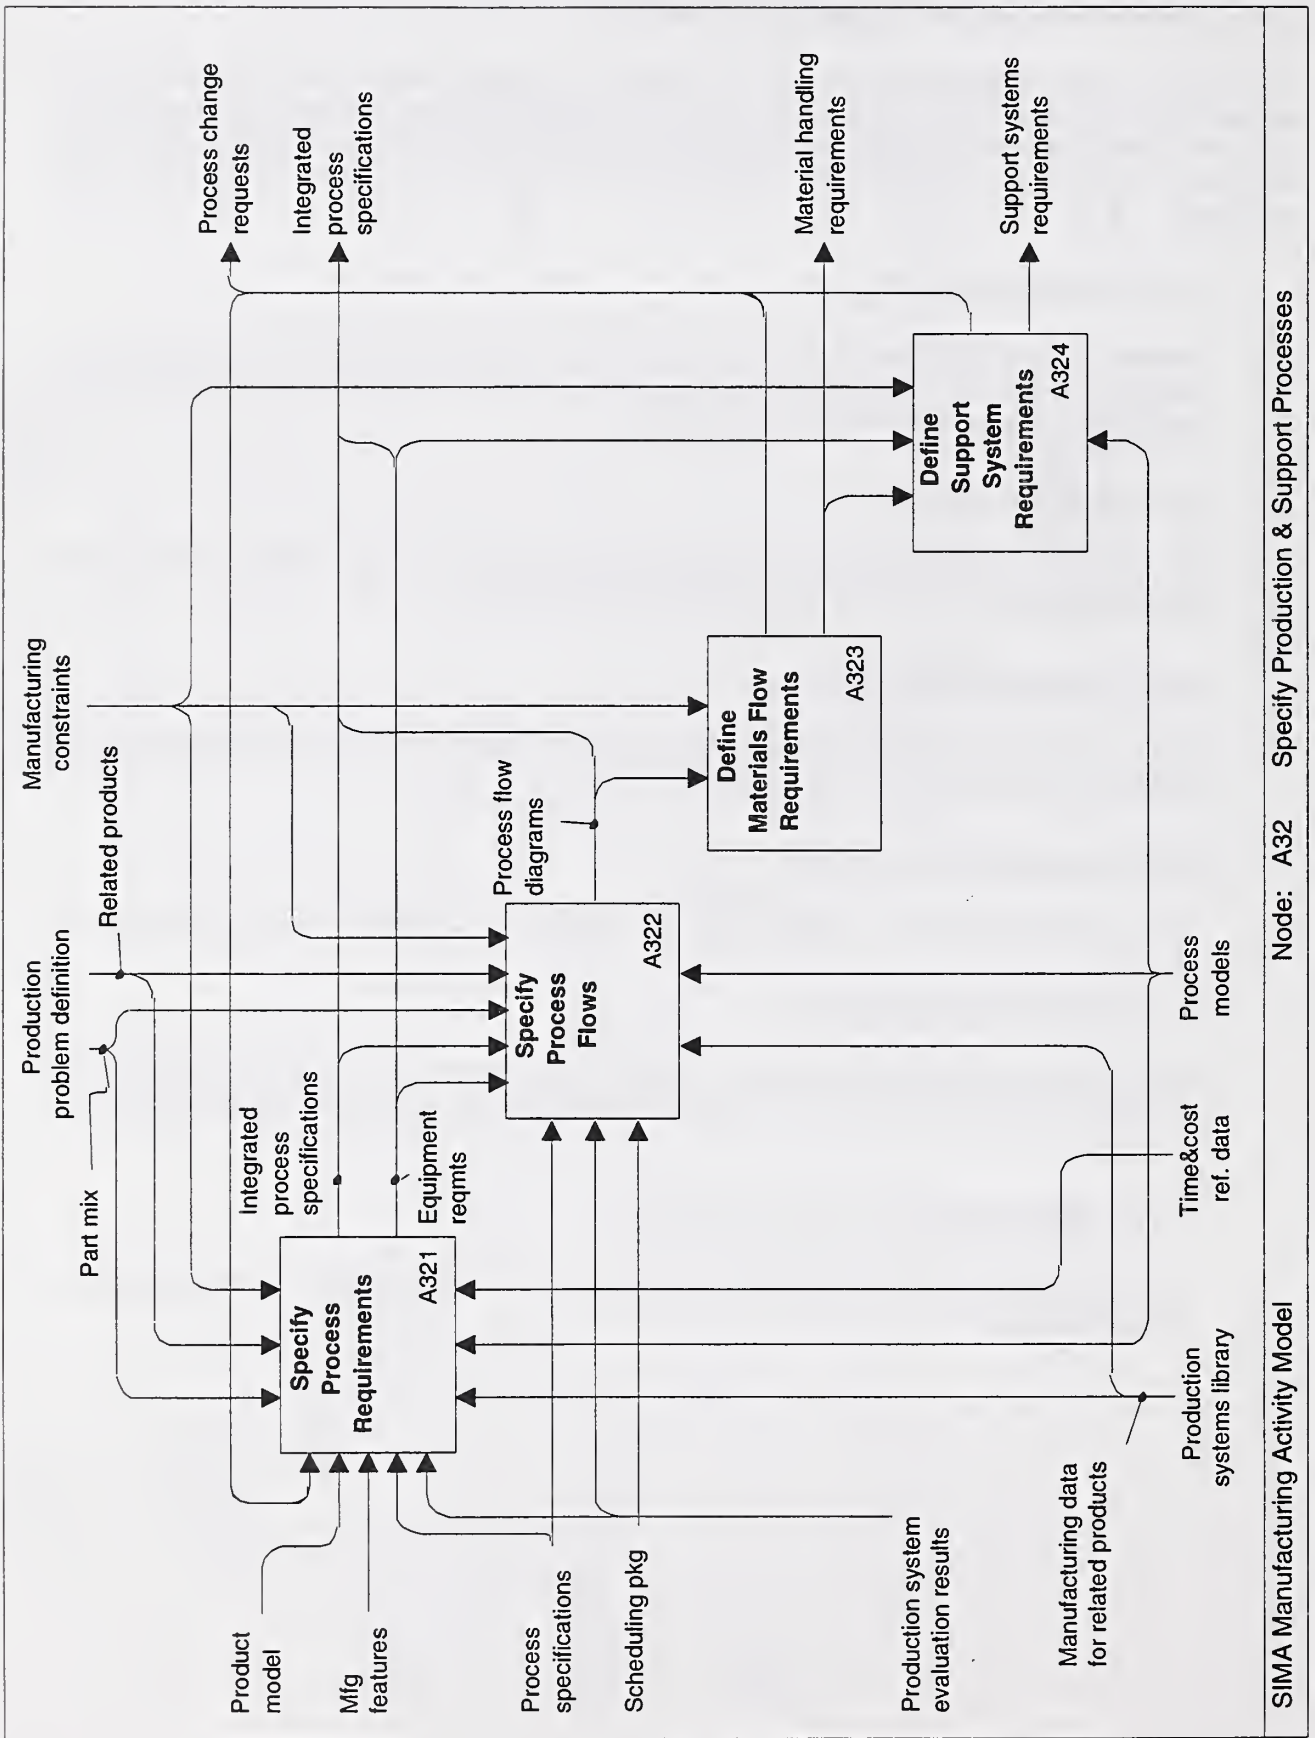 Production
problem definition
Manufacturing
constraints
Related products
Part mix
Process change
requests
Integrated
process
specifications
Integrated
process
specifications
Equipment
reqmts
Specify
Process
Requirements
A321
Product
model
Mfg
features
Process flow
diagrams
Specify
Process
Flows
A322
Process
specifications
Scheduling pkg
Define
Materials Flow
Requirements
A323
Material handling
requirements
Define
Support
System
Requirements
A324
Support systems
requirements
Production system
evaluation results
Manufacturing data
for related products
Production
systems library
Time&cost
ref. data
Process
models
SIMA Manufacturing Activity Model
Node: A32 Specify Production & Support Processes